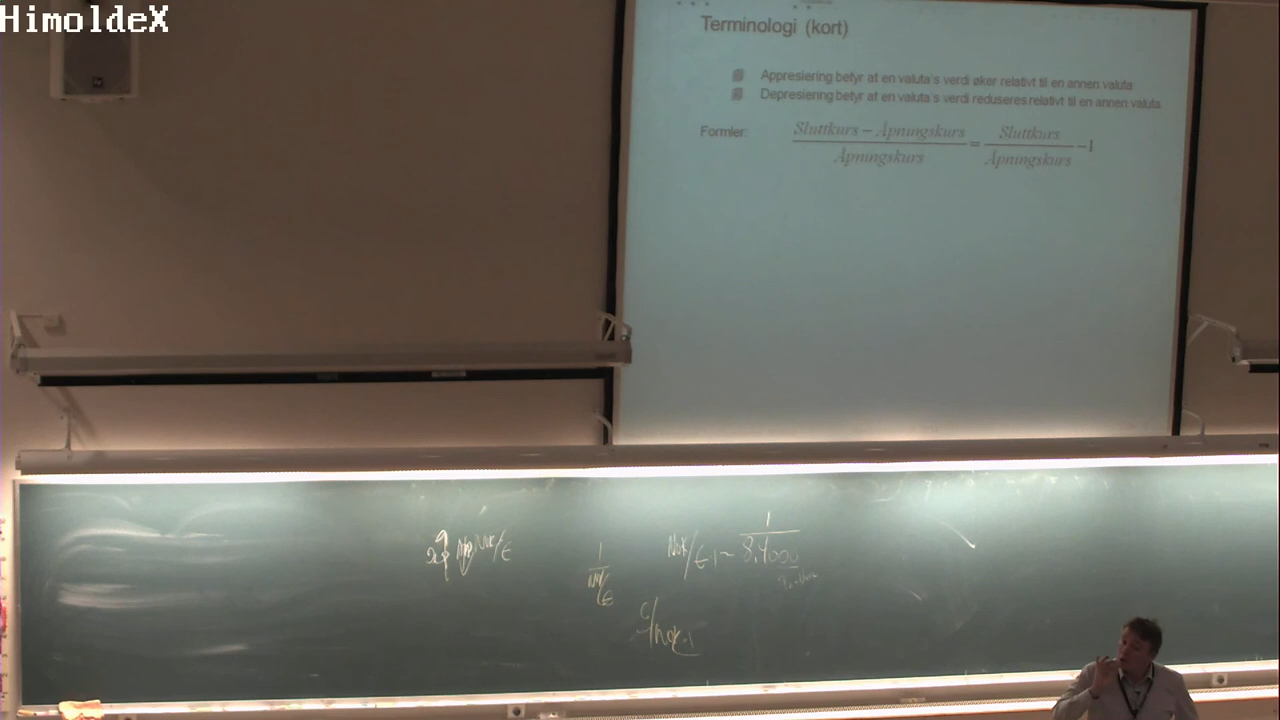 HimoldeX
Terminologi (kort)
Appresiering betyr at en valuta's verdi øker relativt til en annen valuta
Depresiering betyr at en valuta's verdi reduseres relativt til en annen valuta.
Formler:
Sluttkurs – Åpningskurs / Åpningskurs = Sluttkurs / Åpningskurs –1
NOK/€
1
1
NOK/€
8,4000
NOK/€
€/NOK